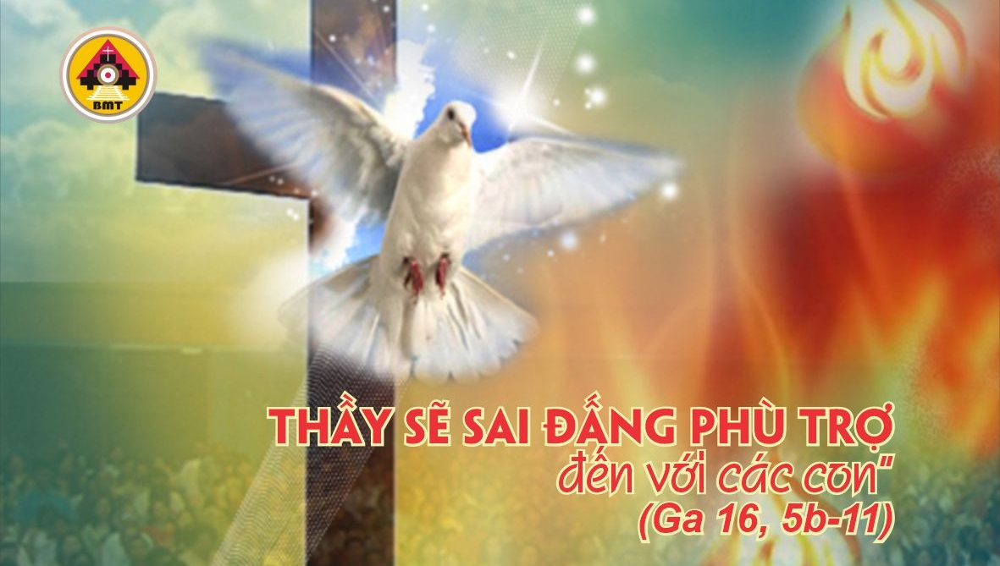 BMT
THẦY SẼ SAI ĐẤNG PHÙ TRỢ
đến với các con"
(Ga 16, 5b-11)